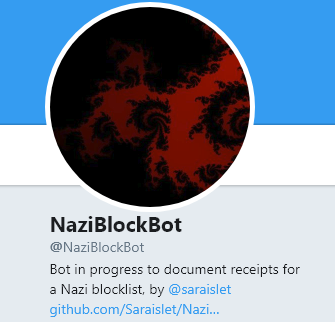 NaziBlockBot
@NaziBlockBot
Bot in progress to document receipts for
a Nazi blocklist, by @saraislet
github.com/Saraislet/Nazi...